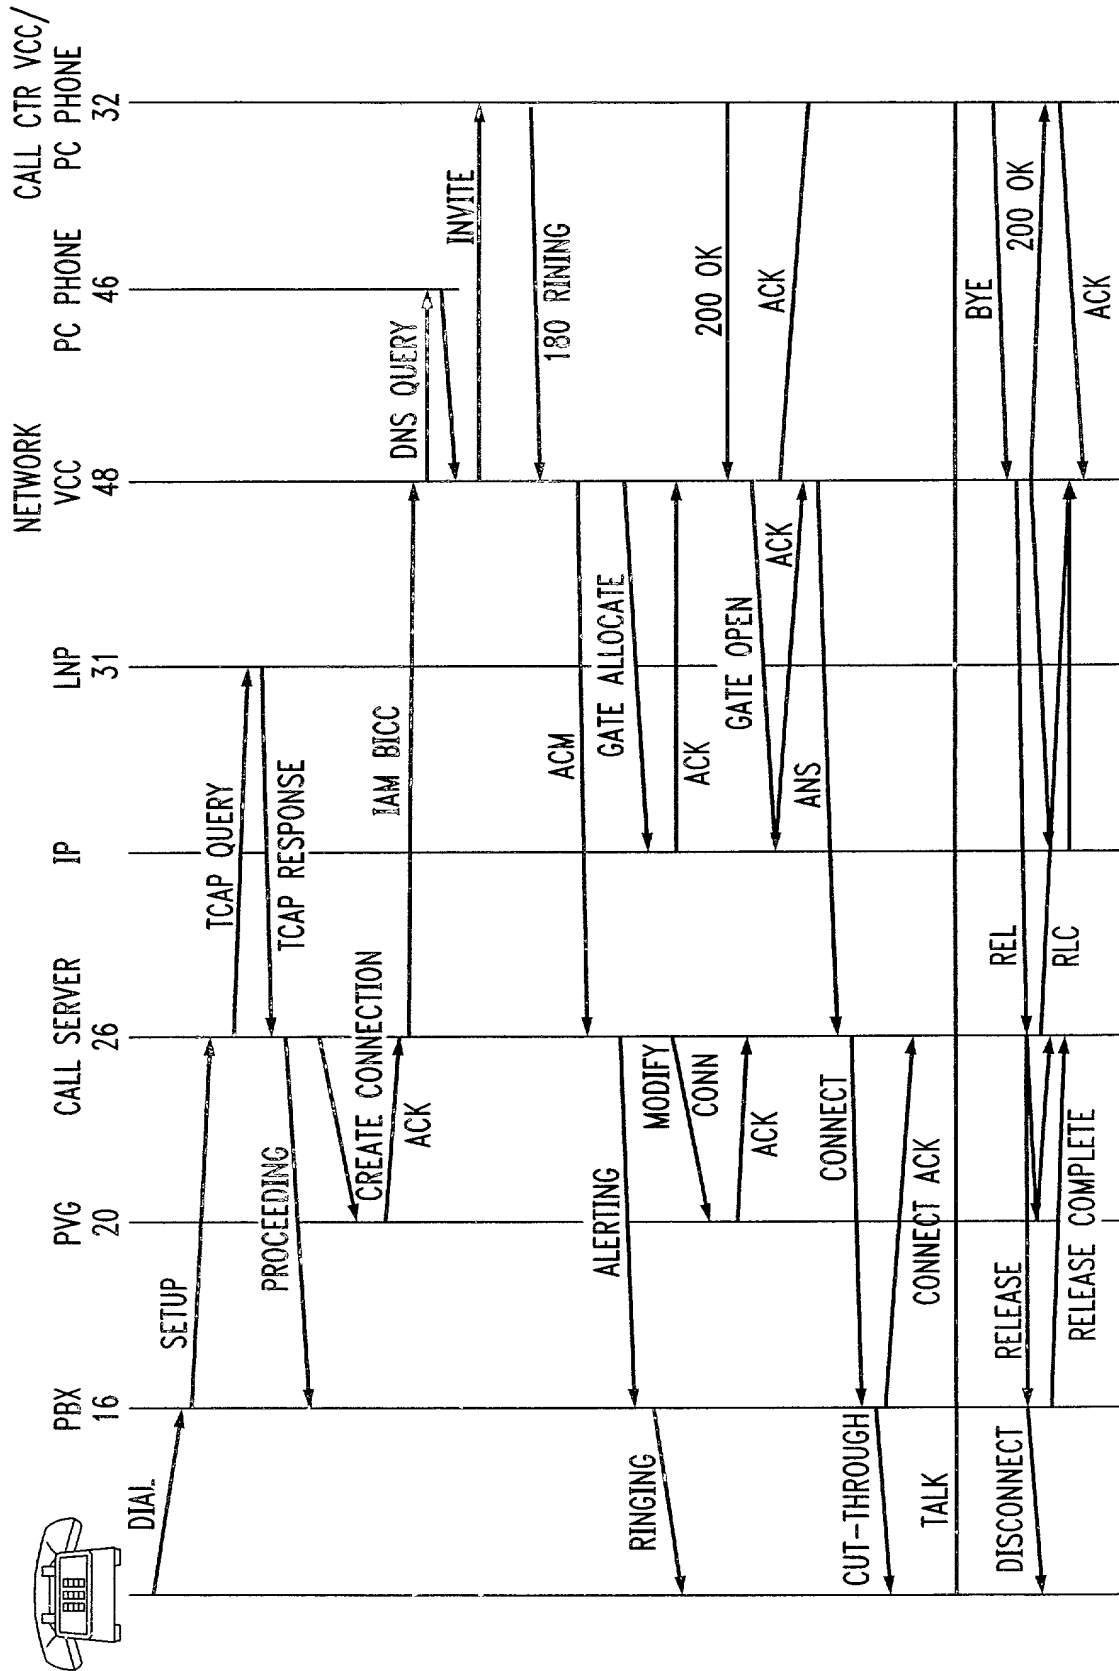 PBX
16
PVG
20
CALL SERVER
26
IP
LNP
31
NETWORK
VCC
48
PC PHONE
46
CALL CTR VCC/
PC PHONE
32
DIAL
SETUP
TCAP QUERY
TCAP RESPONSE
PROCEEDING
CREATE CONNECTION
ACK
IAM BICC
DNS QUERY
INVITE
180 RINING
ACM
GATE ALLOCATE
ACK
ALERTING
RINGING
MODIFY
CONN
ACK
200 OK
GATE OPEN
ACK
ACK
ANS
CONNECT
CUT-THROUGH
CONNECT ACK
TALK
BYE
REL
RELEASE
DISCONNECT
200 OK
RLC
RELEASE COMPLETE
ACK